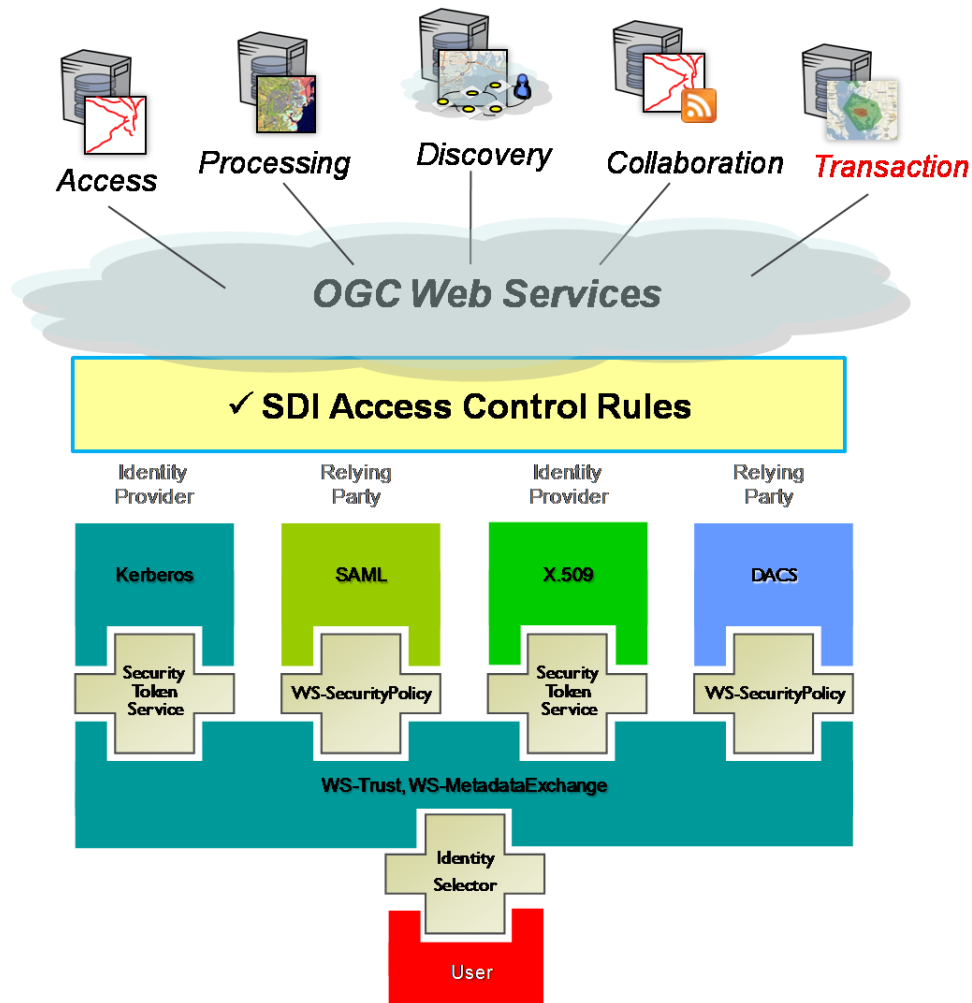 Access
Processing
Discovery
Collaboration
Transaction
OGC Web Services
✓ SDI Access Control Rules
Identity
Provider
Relying
Party
Identity
Provider
Relying
Party
Kerberos
SAML
X.509
DACS
Security
Token
Service
WS-SecurityPolicy
Security
Token
Service
WS-SecurityPolicy
WS-Trust, WS-MetadataExchange
Identity
Selector
User